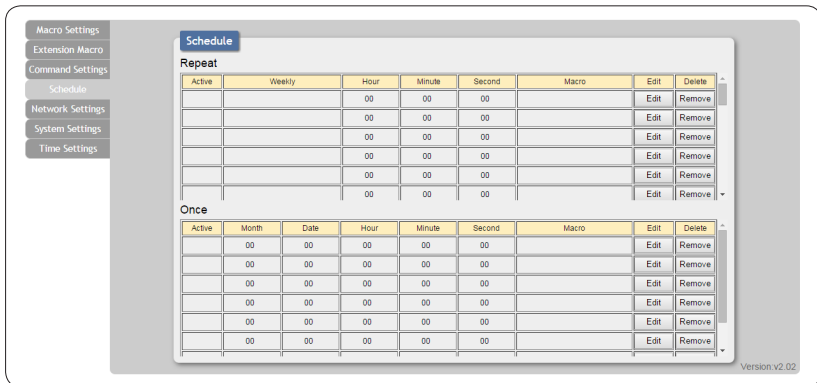 Macro Settings
Extension Macro
Command Settings
Schedule
Network Settings
System Settings
Time Settings
Schedule
Repeat
Active Weekly Hour Minute Second Macro Edit Delete
00 00 00 Edit Remove
00 00 00 Edit Remove
00 00 00 Edit Remove
00 00 00 Edit Remove
00 00 00 Edit Remove
00 00 00 Edit Remove
Once
Active Month Date Hour Minute Second Macro Edit Delete
00 00 00 00 00 Edit Remove
00 00 00 00 00 Edit Remove
00 00 00 00 00 Edit Remove
00 00 00 00 00 Edit Remove
00 00 00 00 00 Edit Remove
00 00 00 00 00 Edit Remove
Version:v2.02